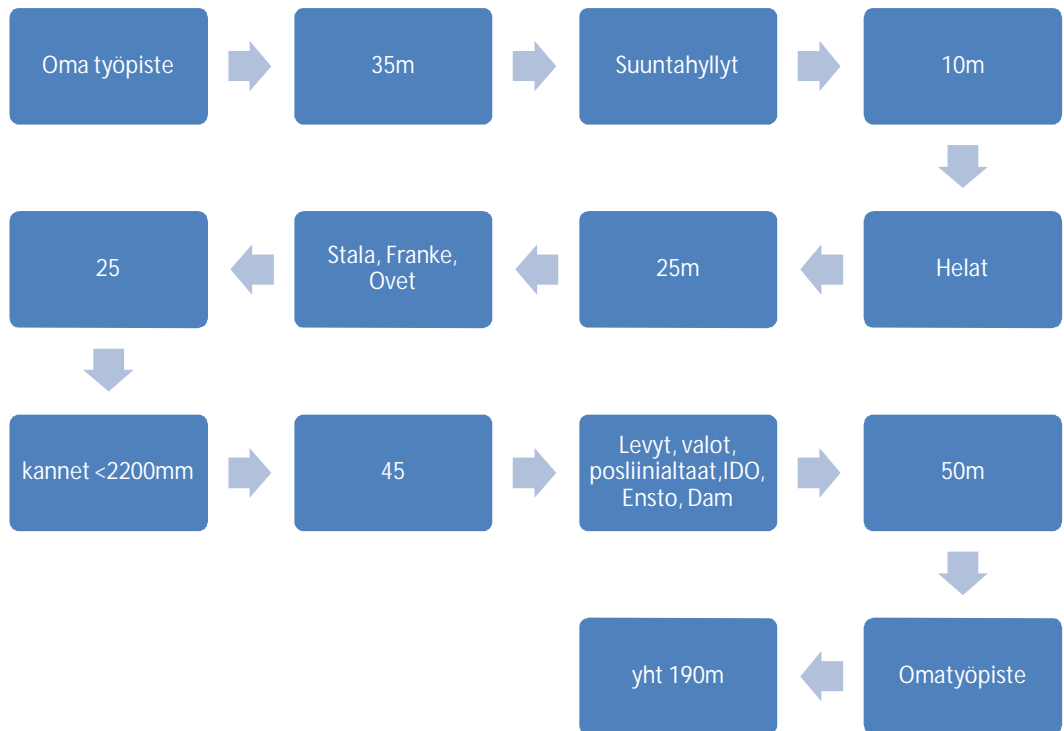 Oma työpiste
35m
Suuntahyllyt
10m
Helat
25m
Stala, Franke,
Ovet
25
kannet <2200mm
45
Levyt, valot,
posliinialtaat,IDO,
Ensto, Dam
50m
Omatyöpiste
yht 190m